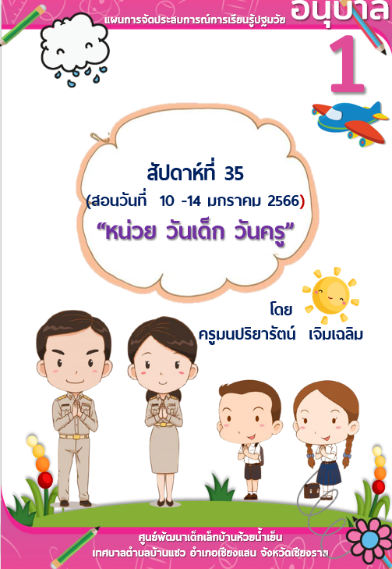 แผนการจัดประสบการณ์การเรียนรู้ปฐมวัย
อนุบาล
1
สัปดาห์ที่ 35
(สอนวันที่ 10 -14 มกราคม 2566)
“หน่วย วันเด็ก วันครู”
โดย
ครูมนปริยารัตน์ เจิมเฉลิม
ศูนย์พัฒนาเด็กเล็กบ้านห้วยน้ำเย็น
เทศบาลตำบลบ้านแซว อำเภอเชียงแสน จังหวัดเชียงราย